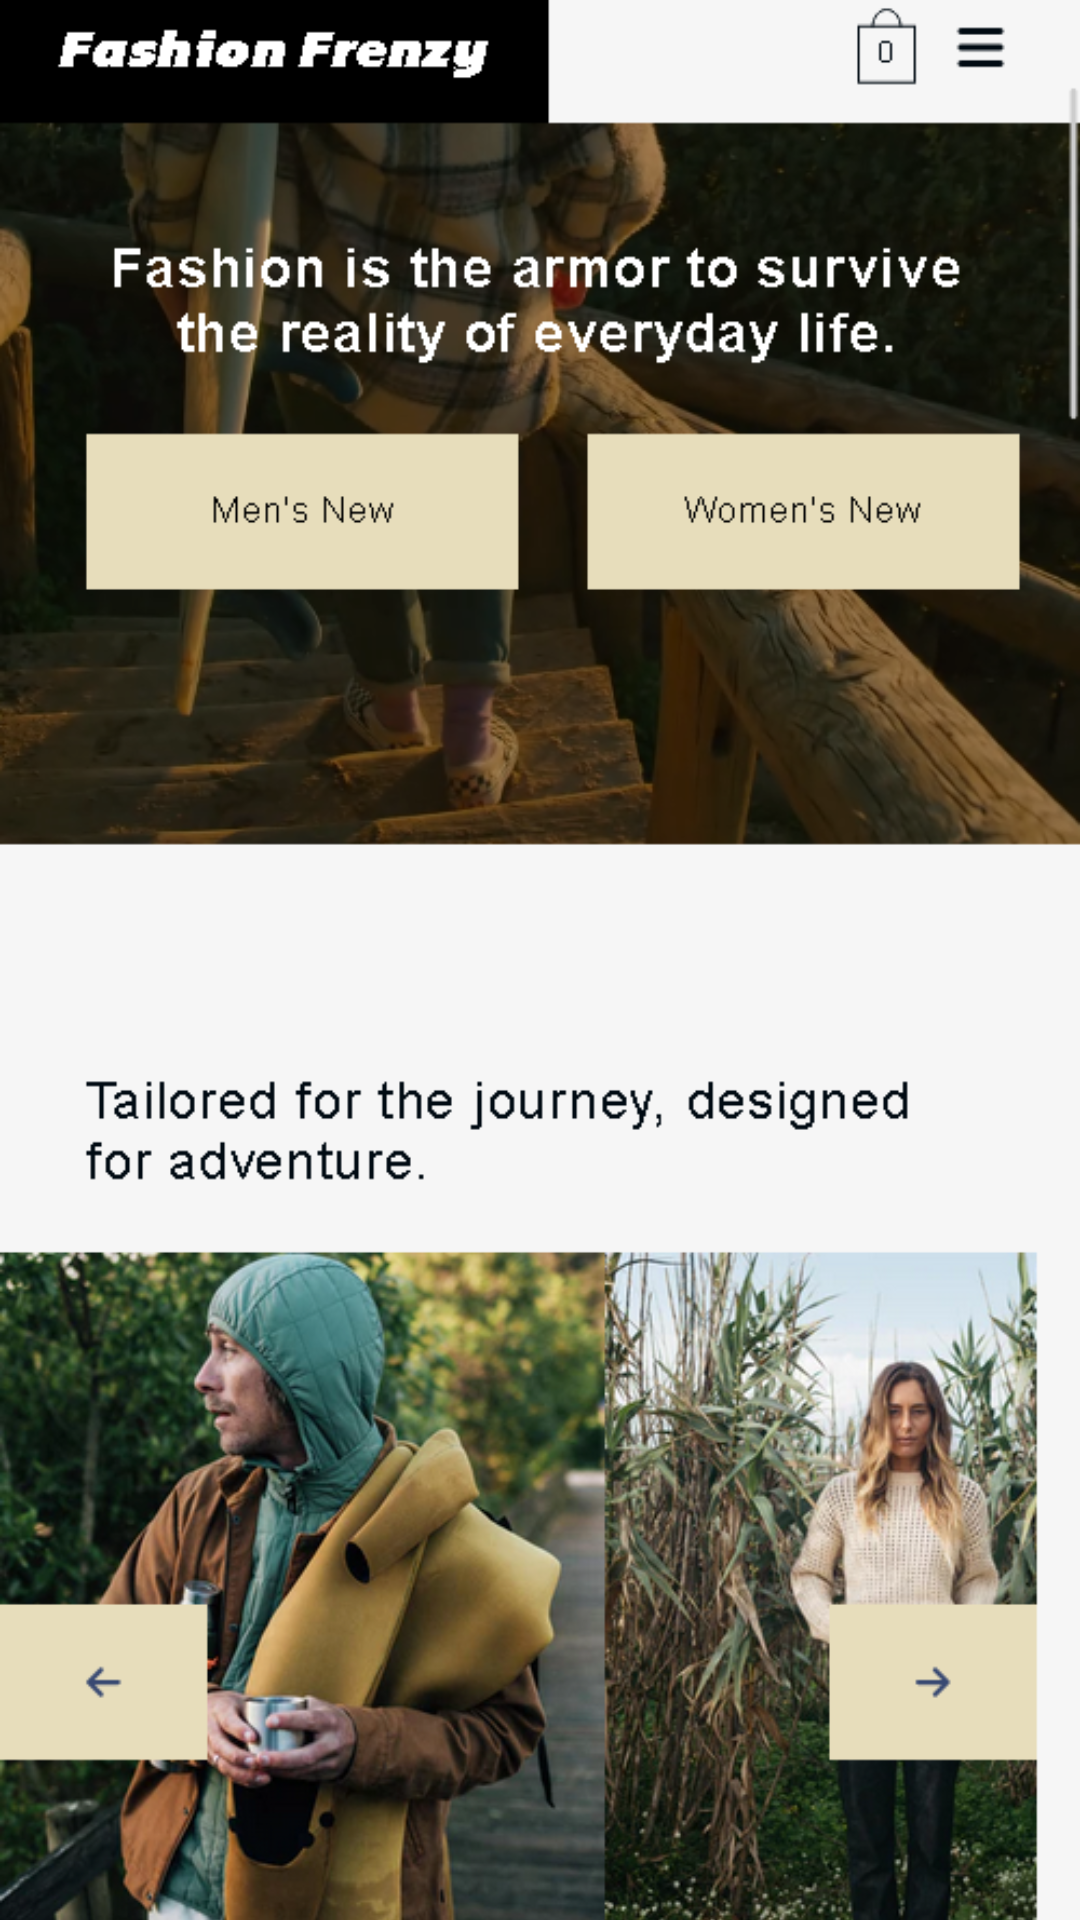 Fashion Frenzy
0
Fashion is the armor to survive
the reality of everyday life.
Men's New
Women's New
Tailored for the journey, designed
for adventure.